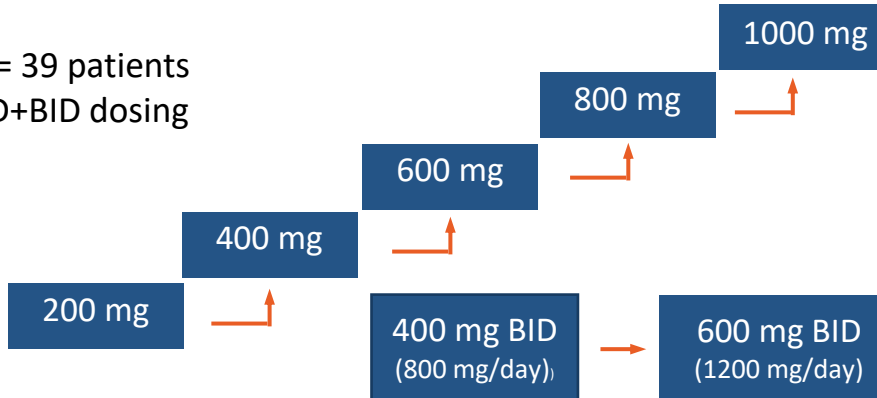 = 39 patients
+BID dosing
1000 mg
800 mg
600 mg
400 mg
200 mg
400 mg BID
(800 mg/day))
600 mg BID
(1200 mg/day)